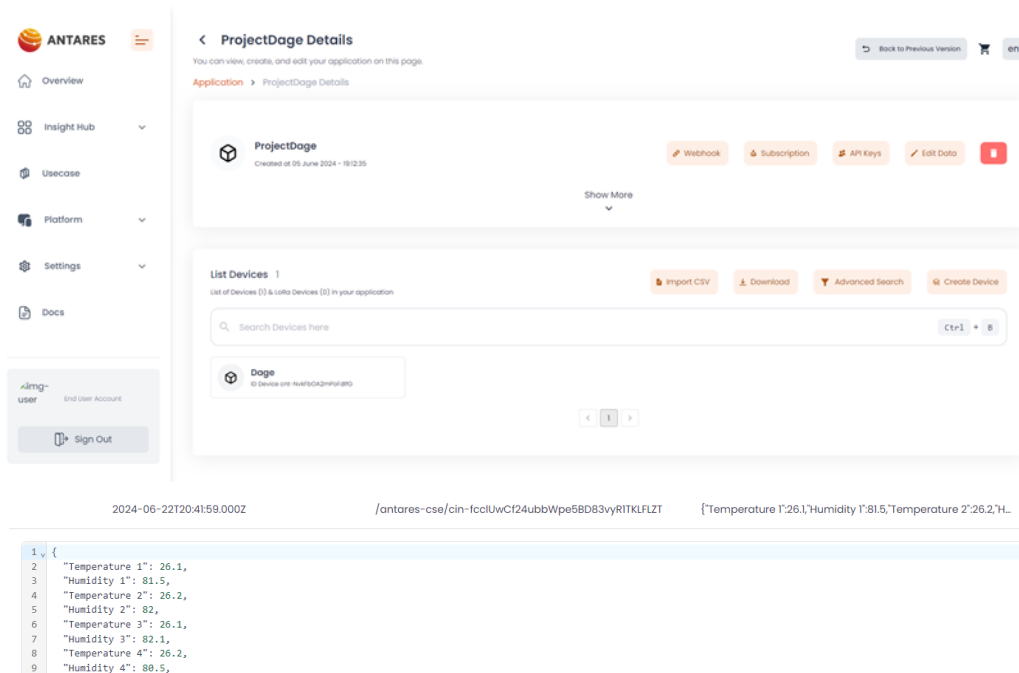 ANTARES
Overview
Insight Hub
Usecase
Platform
Settings
Docs
img-user
End User Account
Sign Out
ProjectDage Details
You can view, create, and edit your application on this page.
Application > ProjectDage Details
Back to Previous Version
en
ProjectDage
Created at 05 June 2024 - 19:12:35
Webhook
Subscription
API Keys
Edit Data
Show More
List Devices 1
List of Devices (1) & LoRa Devices (0) in your application
Import CSV
Download
Advanced Search
Create Device
Search Devices here
Ctrl + B
Dage
ID Device
< 1 >
2024-06-22T20:41:59.000Z
/antares-cse/cin-fcclUwCf24ubbWpe5BD83vyR1TKLFLZT
{"Temperature 1":26.1,"Humidity 1":81.5,"Temperature 2":26.2,"H...
1 {
2 "Temperature 1": 26.1,
3 "Humidity 1": 81.5,
4 "Temperature 2": 26.2,
5 "Humidity 2": 82,
6 "Temperature 3": 26.1,
7 "Humidity 3": 82.1,
8 "Temperature 4": 26.2,
9 "Humidity 4": 80.5,